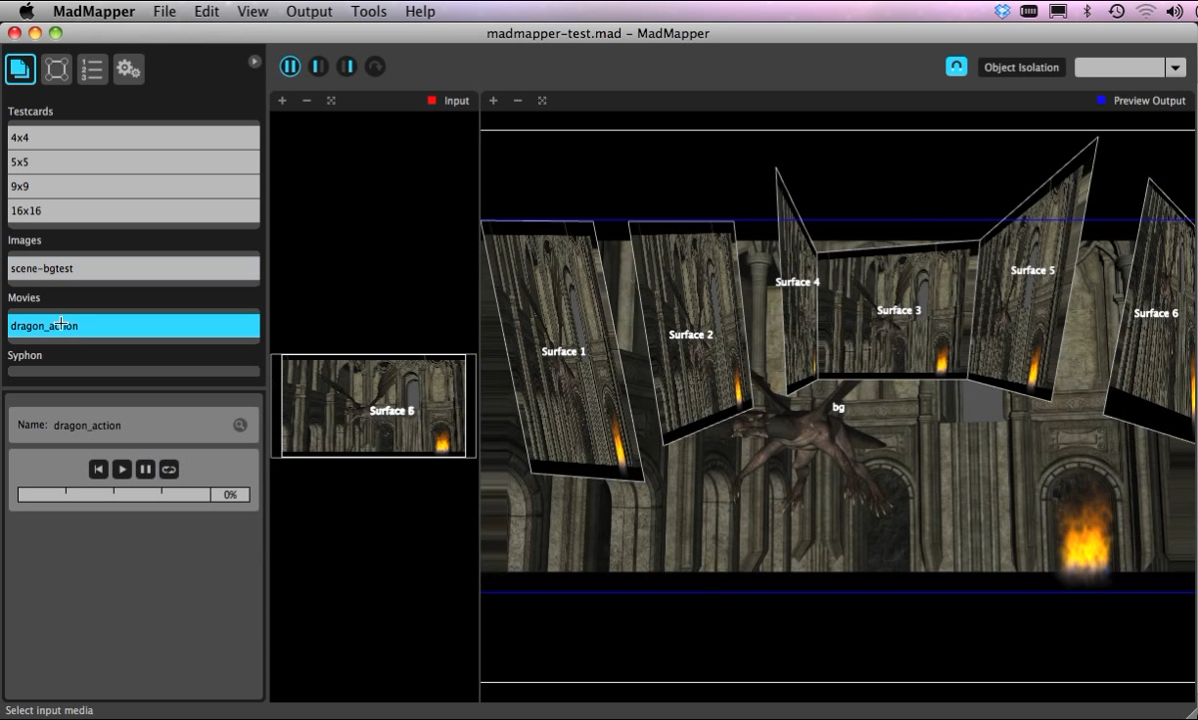 MadMapper File Edit View Output Tools Help
madmapper-test.mad – MadMapper
Object Isolation
Input
Preview Output
Testcards
4x4
5x5
9x9
16x16
Images
scene-bgtest
Movies
dragon_action
Syphon
Name: dragon_action
0%
Surface 6
Surface 1
Surface 2
Surface 4
Surface 3
Surface 5
Surface 6
bg
Select input media